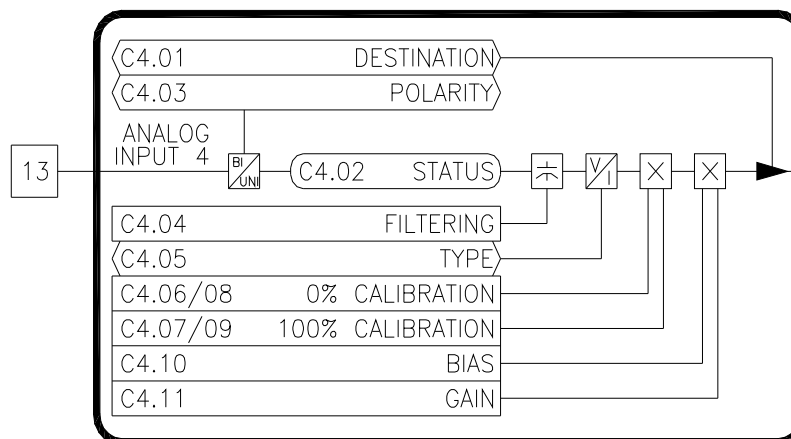 C4.01 DESTINATION
C4.03 POLARITY
ANALOG
INPUT 4
13
BI
UNI
C4.02 STATUS
V
I
X
X
C4.04 FILTERING
C4.05 TYPE
C4.06/08 0% CALIBRATION
C4.07/09 100% CALIBRATION
C4.10 BIAS
C4.11 GAIN